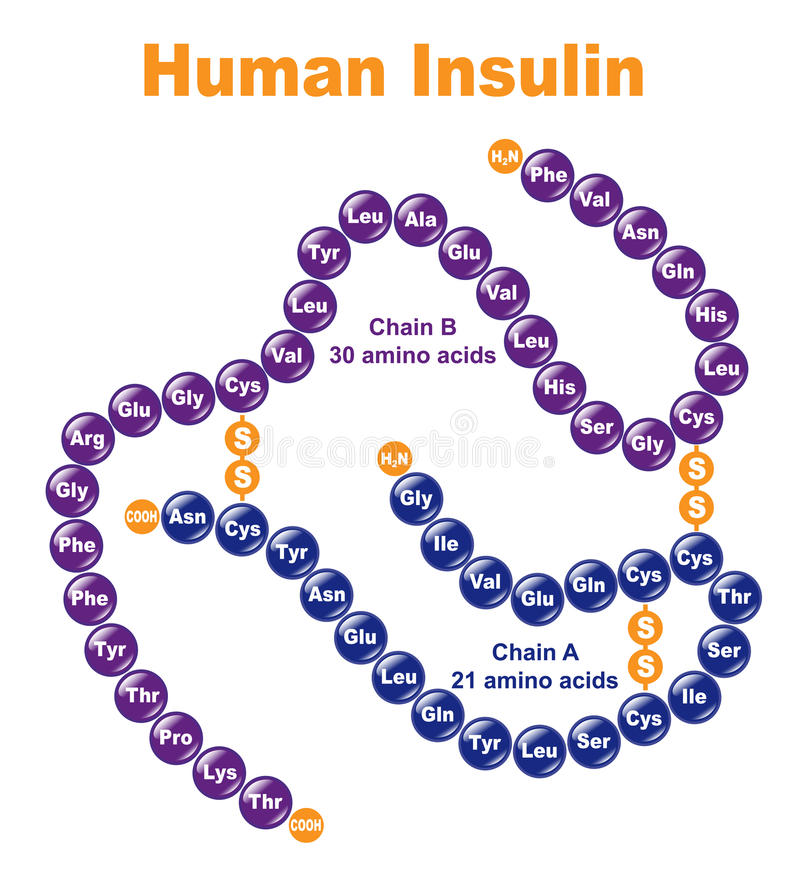 Human Insulin
H₂N
Phe
Val
Asn
Gln
His
Leu
Cys
Gly
Ser
His
Leu
Val
Glu
Ala
Leu
Tyr
Leu
Val
Cys
Gly
Glu
Arg
Gly
Phe
Phe
Tyr
Thr
Pro
Lys
Thr
COOH
Chain B
30 amino acids
S
S
S
S
dreamstime
H₂N
Gly
Ile
Val
Glu
Gln
Cys
Cys
Thr
Ser
Ile
Cys
Ser
Leu
Tyr
Gln
Leu
Glu
Asn
Tyr
Cys
Asn
COOH
S
S
Chain A
21 amino acids